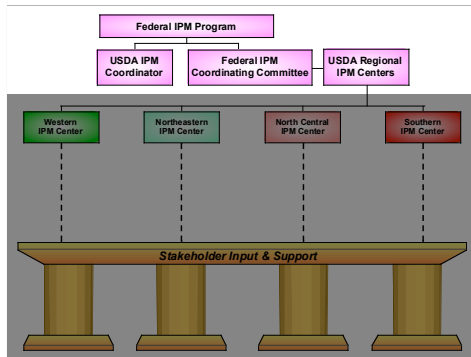 Federal IPM Program
USDA IPM
Coordinator
Federal IPM
Coordinating Committee
USDA Regional
IPM Centers
Western
IPM Center
Northeastern
IPM Center
North Central
IPM Center
Southern
IPM Center
Stakeholder Input & Support